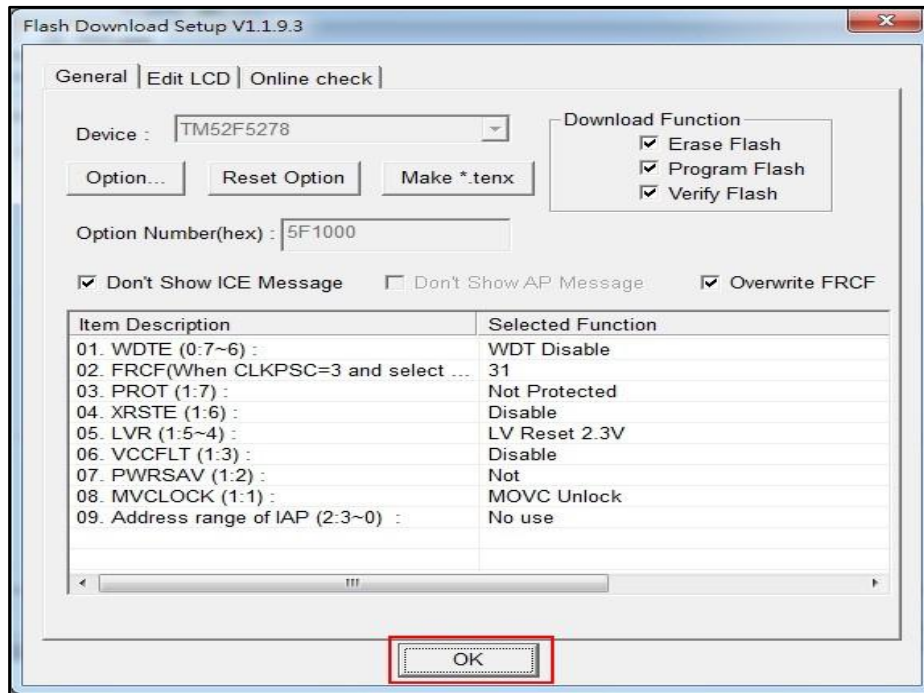 Flash Download Setup V1.1.9.3
General Edit LCD Online check
Device : TM52F5278
Download Function
Erase Flash
Program Flash
Verify Flash
Option... Reset Option Make *.tenx
Option Number(hex) : 5F1000
Don't Show ICE Message Don't Show AP Message Overwrite FRCF
Item Description Selected Function
01. WDTE (0:7~6) : WDT Disable
02. FRCF(When CLKPSC=3 and select ... 31
03. PROT (1:7) : Not Protected
04. XRSTE (1:6) : Disable
05. LVR (1:5~4) : LV Reset 2.3V
06. VCCFLT (1:3) : Disable
07. PWRSAV (1:2) : Not
08. MVCLOCK (1:1) : MOVC Unlock
09. Address range of IAP (2:3~0) : No use
OK